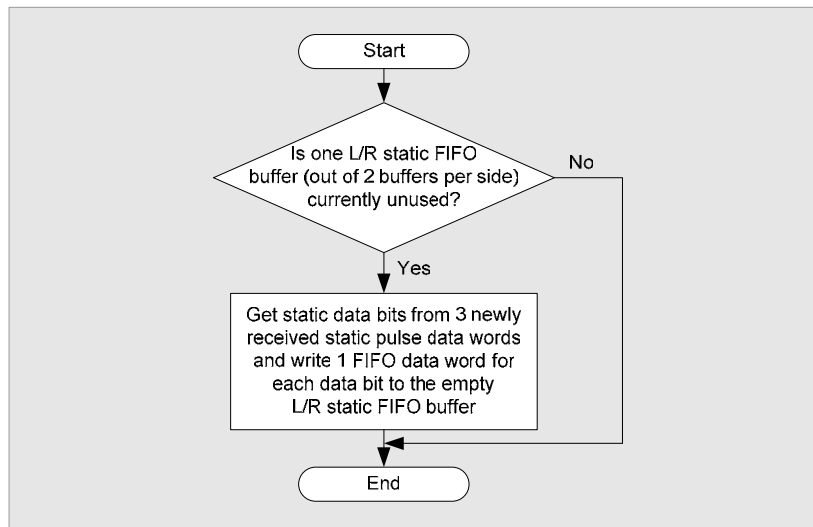 Start
Is one L/R static FIFO
buffer (out of 2 buffers per side)
currently unused?
No
Yes
Get static data bits from 3 newly
received static pulse data words
and write 1 FIFO data word for
each data bit to the empty
L/R static FIFO buffer
End